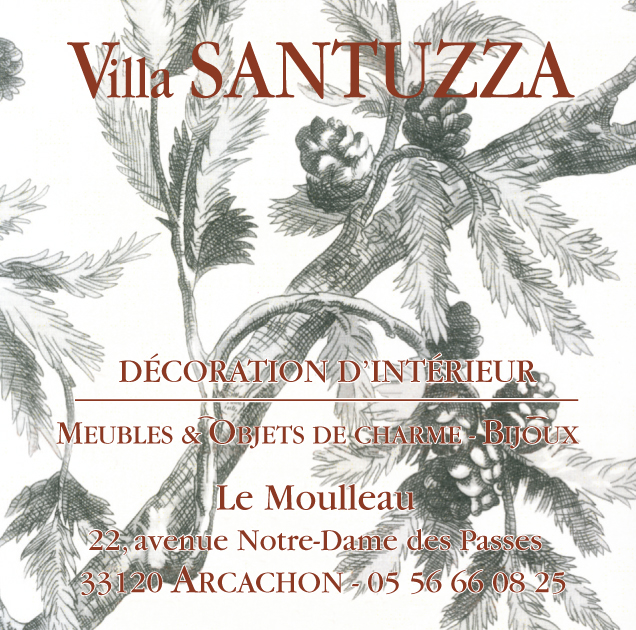 Villa SANTUZZA
DÉCORATION D'INTÉRIEUR
MEUBLES & OBJETS DE CHARME - BIJOUX
Le Moulleau
22, avenue Notre-Dame des Passes
33120 ARCACHON - 05 56 66 08 25